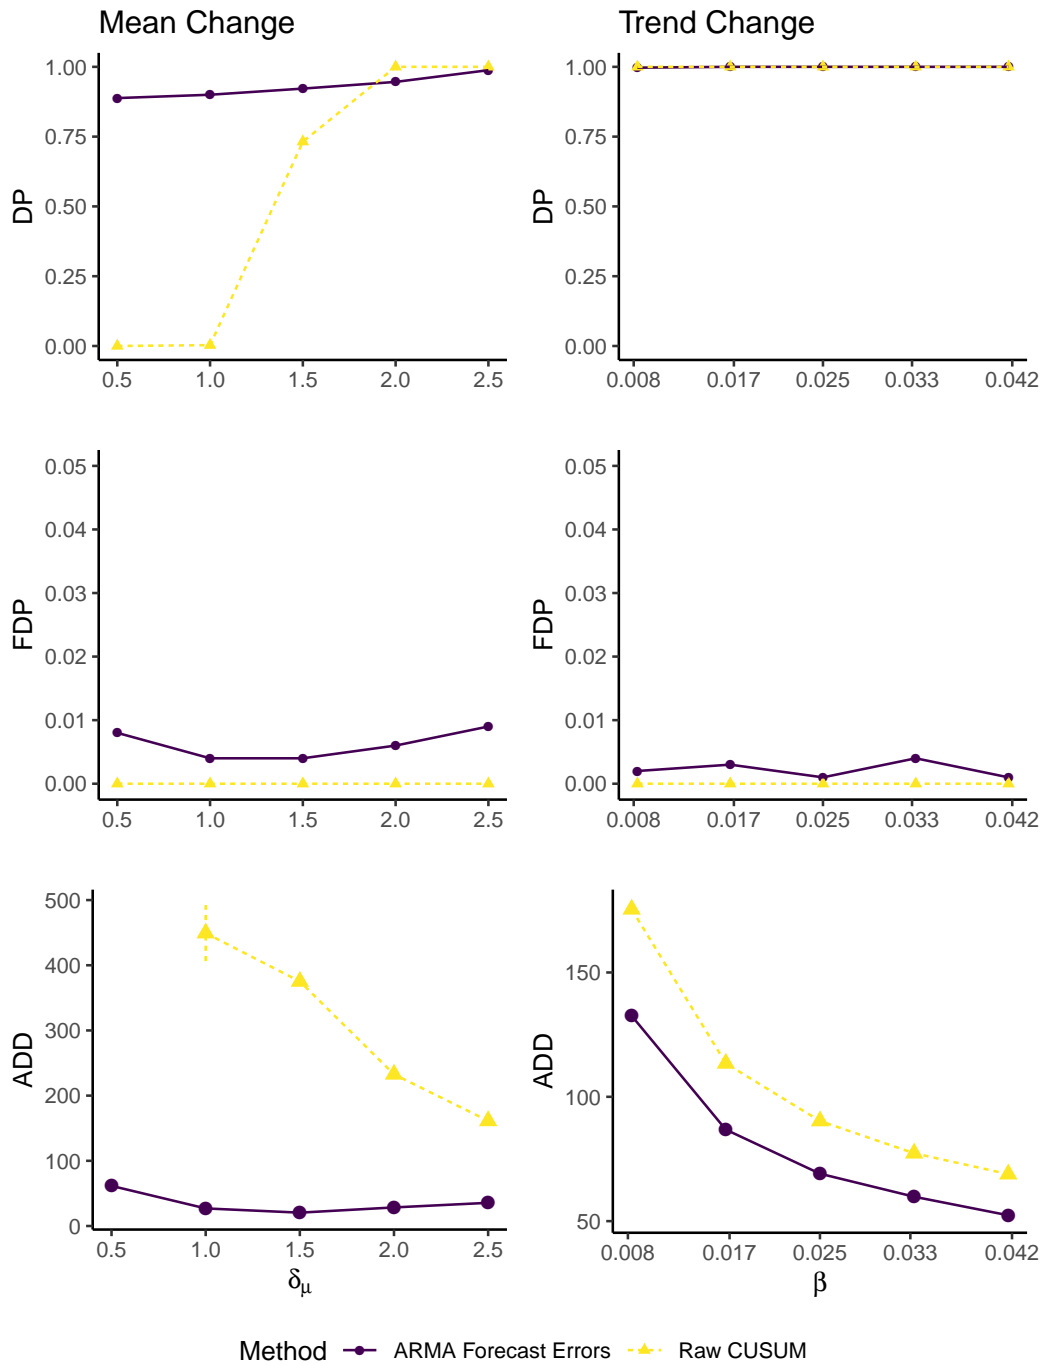 Mean Change
Trend Change
DP
1.00
0.75
0.50
0.25
0.00
0.5 1.0 1.5 2.0 2.5
DP
1.00
0.75
0.50
0.25
0.00
0.008 0.017 0.025 0.033 0.042
FDP
0.05
0.04
0.03
0.02
0.01
0.00
0.5 1.0 1.5 2.0 2.5
FDP
0.05
0.04
0.03
0.02
0.01
0.00
0.008 0.017 0.025 0.033 0.042
ADD
500
400
300
200
100
0
0.5 1.0 1.5 2.0 2.5
δμ
ADD
150
100
50
0.008 0.017 0.025 0.033 0.042
β
Method ARMA Forecast Errors Raw CUSUM